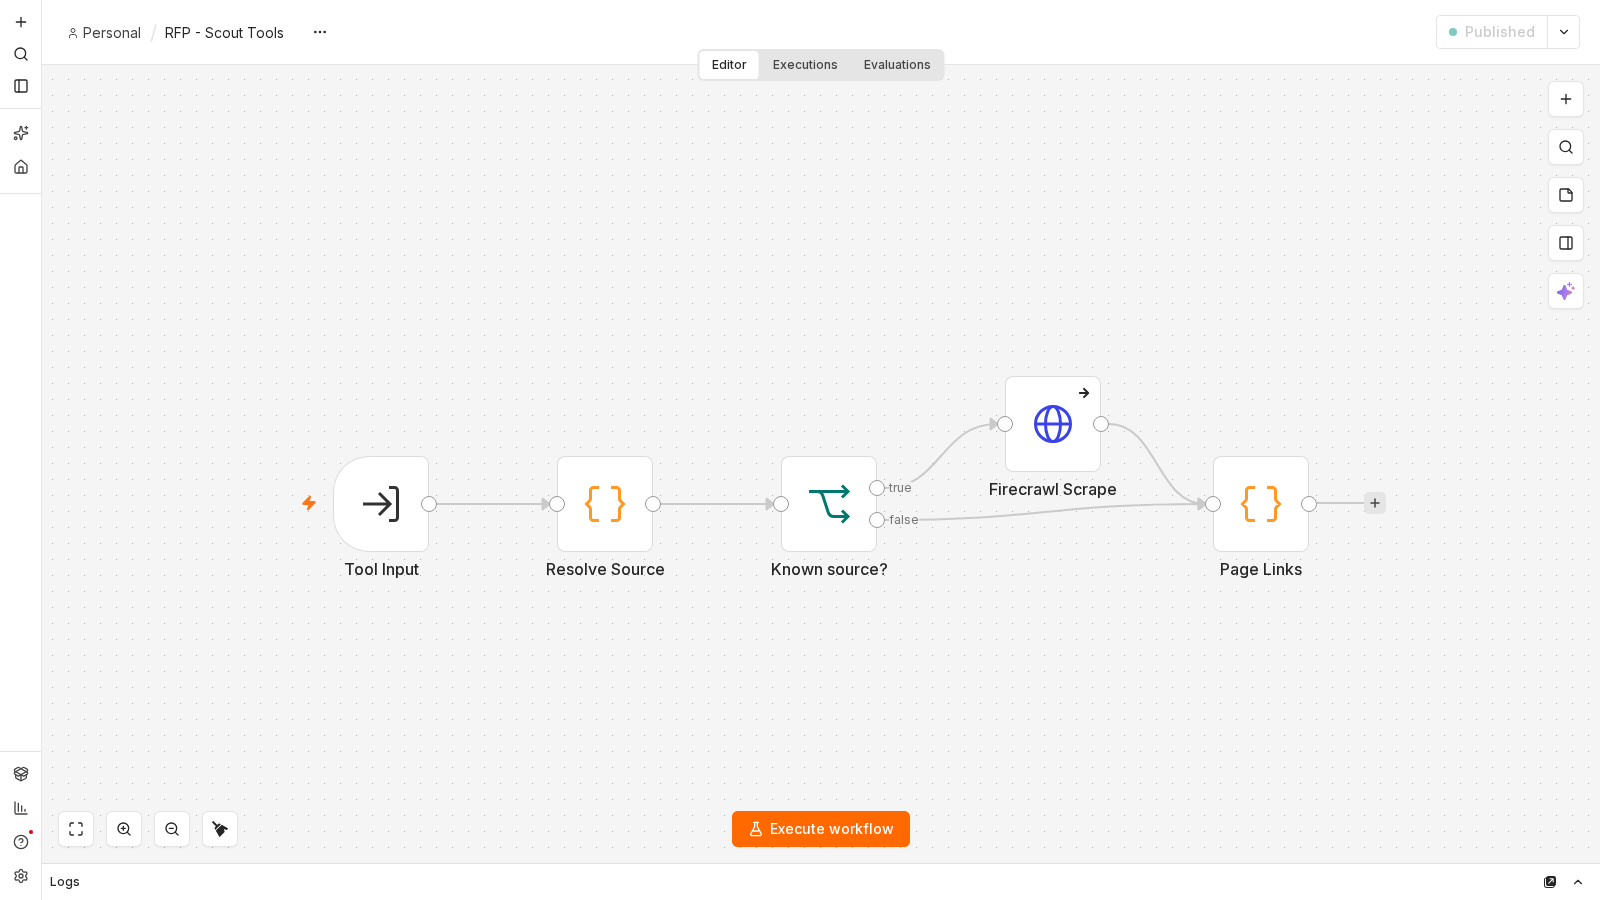 Personal / RFP - Scout Tools
Published
Editor
Executions
Evaluations
true
false
Firecrawl Scrape
Tool Input
Resolve Source
Known source?
Page Links
Execute workflow
Logs